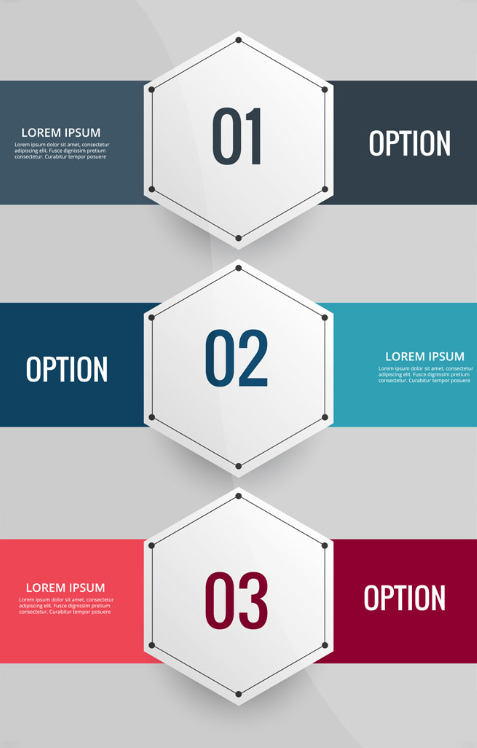 LOREM IPSUM
Lorem ipsum dolor sit amet, consectetur
adipiscing elit. Fusce dignissim pretium
consectetur. Curabitur tempor posuere
01
OPTION
OPTION
02
LOREM IPSUM
Lorem ipsum dolor sit amet, consectetur
adipiscing elit. Fusce dignissim pretium
consectetur. Curabitur tempor posuere
LOREM IPSUM
Lorem ipsum dolor sit amet, consectetur
adipiscing elit. Fusce dignissim pretium
consectetur. Curabitur tempor posuere
03
OPTION